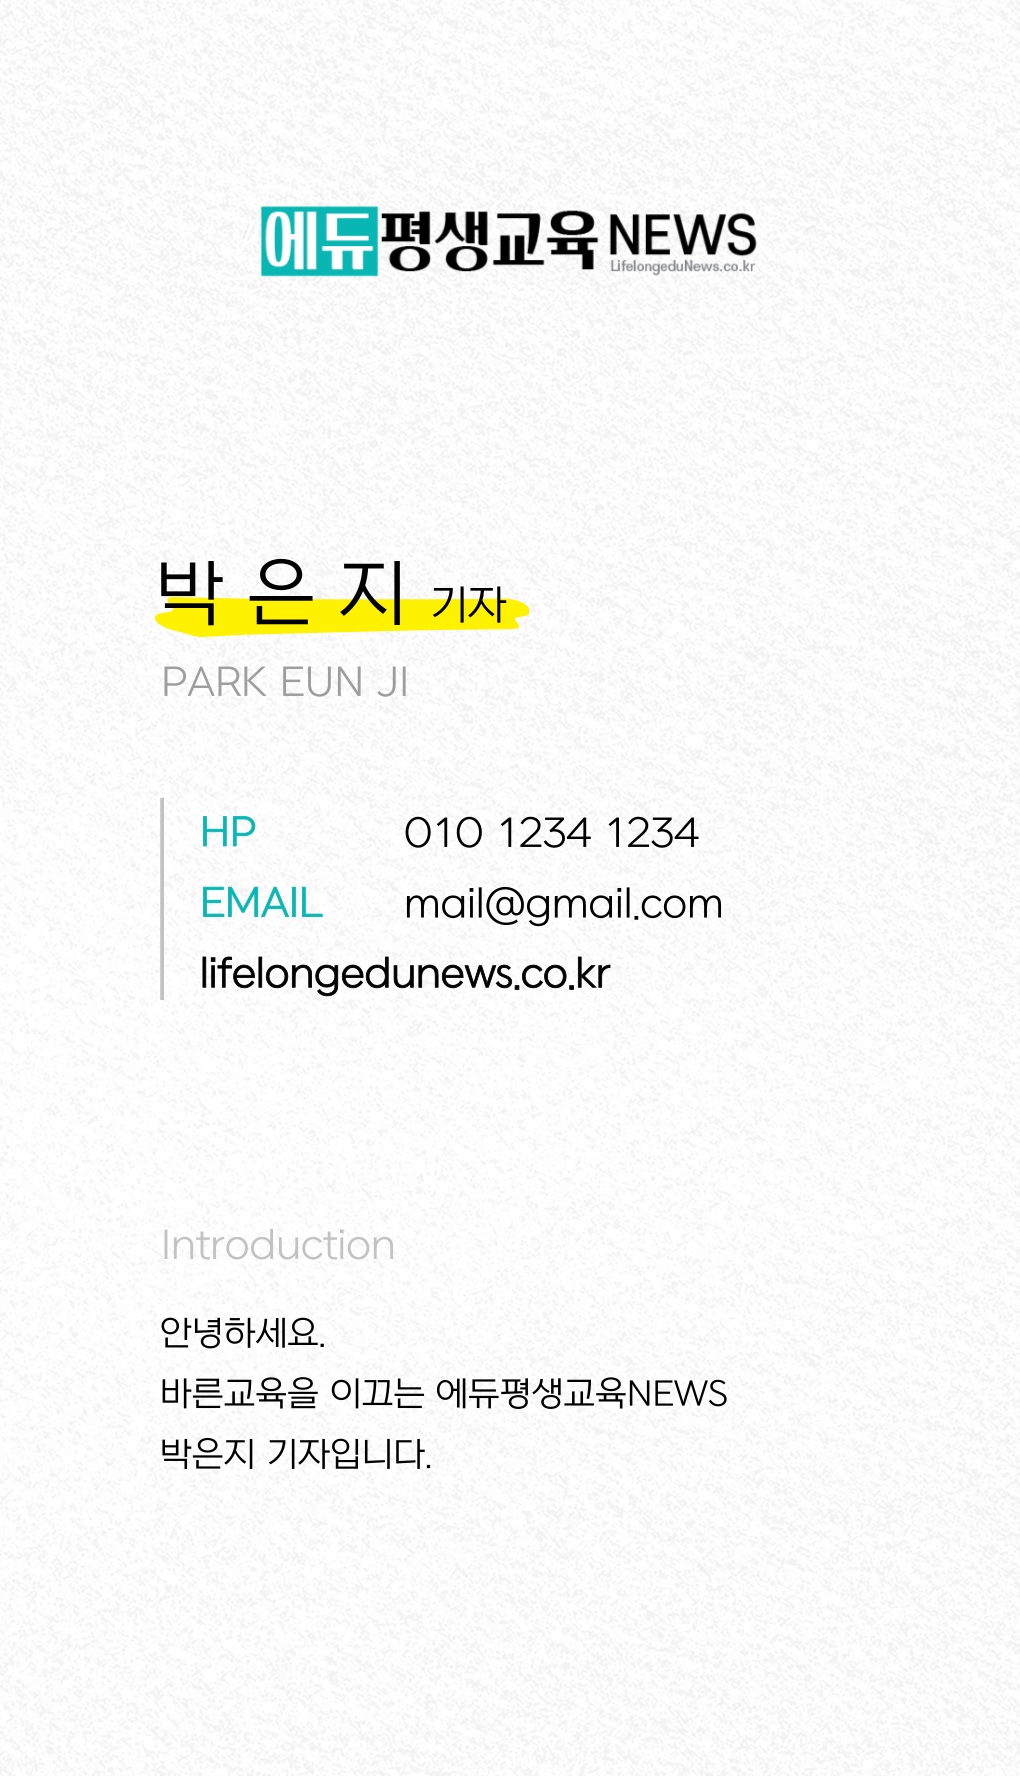 에듀평생교육NEWS
LifelongeduNews.co.kr
박은지 기자
PARK EUN JI
HP 010 1234 1234
EMAIL mail@gmail.com
lifelongedunews.co.kr
Introduction
안녕하세요.
바른교육을 이끄는 에듀평생교육NEWS
박은지 기자입니다.